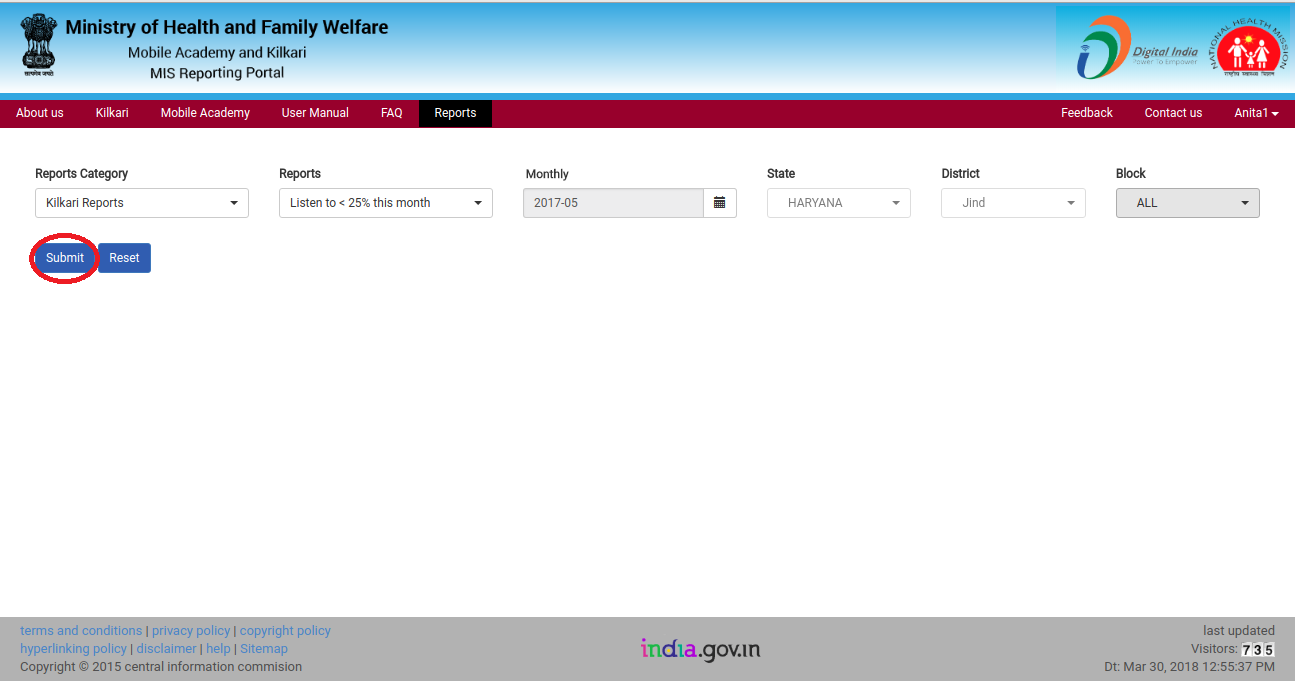 Ministry of Health and Family Welfare
Mobile Academy and Kilkari
MIS Reporting Portal
सत्यमेव जयते
Digital India
Power To Empower
NATIONAL HEALTH MISSION
राष्ट्रीय स्वास्थ्य मिशन
About us Kilkari Mobile Academy User Manual FAQ Reports Feedback Contact us Anita1
Reports Category Reports Monthly State District Block
Kilkari Reports Listen to < 25% this month 2017-05 HARYANA Jind ALL
Submit Reset
terms and conditions | privacy policy | copyright policy
hyperlinking policy | disclaimer | help | Sitemap
Copyright © 2015 central information commision
india.gov.in
last updated
Visitors: 735
Dt: Mar 30, 2018 12:55:37 PM